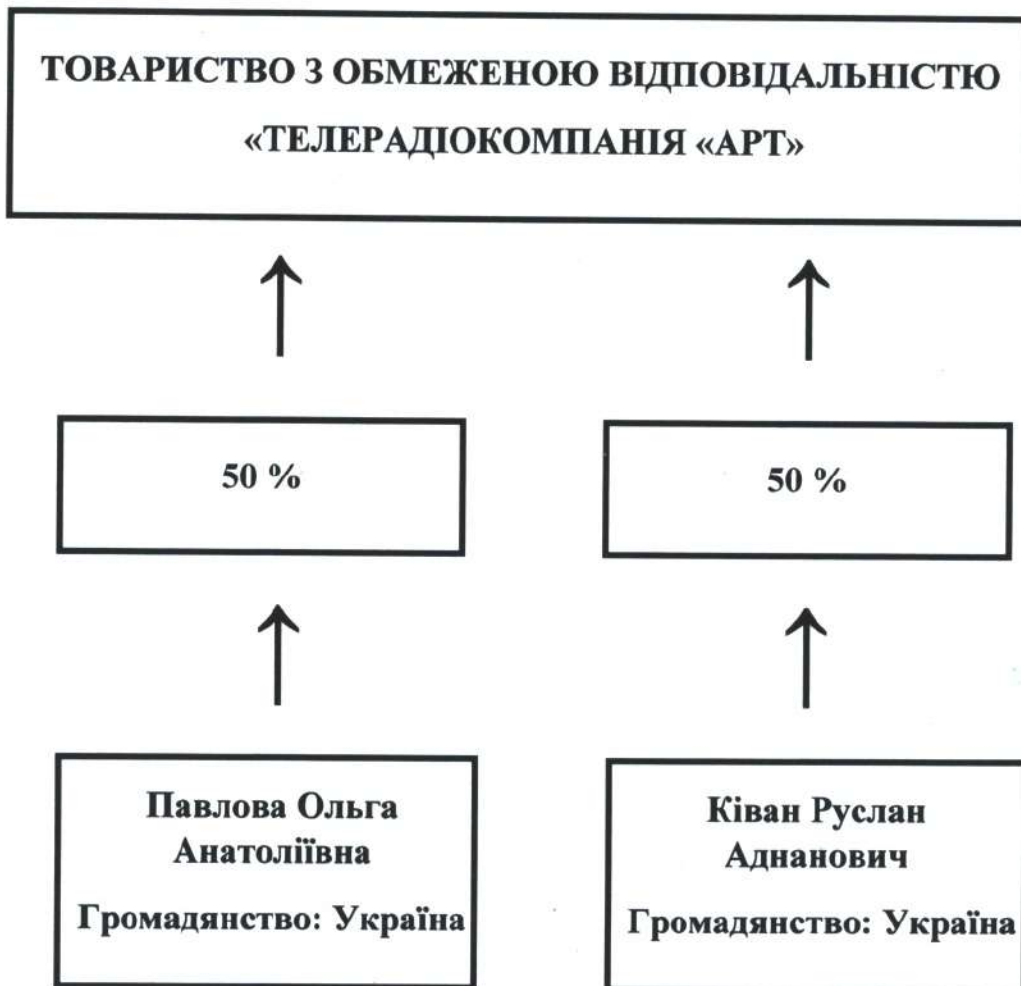 ТОВАРИСТВО З ОБМЕЖЕНОЮ ВІДПОВІДАЛЬНІСТЮ
«ТЕЛЕРАДІОКОМПАНІЯ «АРТ»
50 %
50 %
Павлова Ольга
Анатоліївна
Громадянство: Україна
Ківан Руслан
Аднанович
Громадянство: Україна